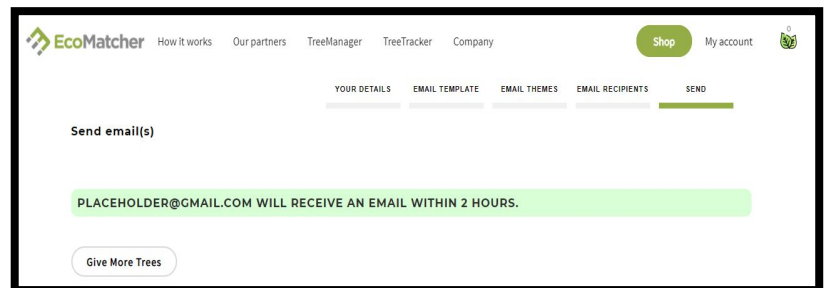 EcoMatcher How it works Our partners TreeManager TreeTracker Company Shop My account 0
YOUR DETAILS EMAIL TEMPLATE EMAIL THEMES EMAIL RECIPIENTS SEND
Send email(s)
PLACEHOLDER@GMAIL.COM WILL RECEIVE AN EMAIL WITHIN 2 HOURS.
Give More Trees